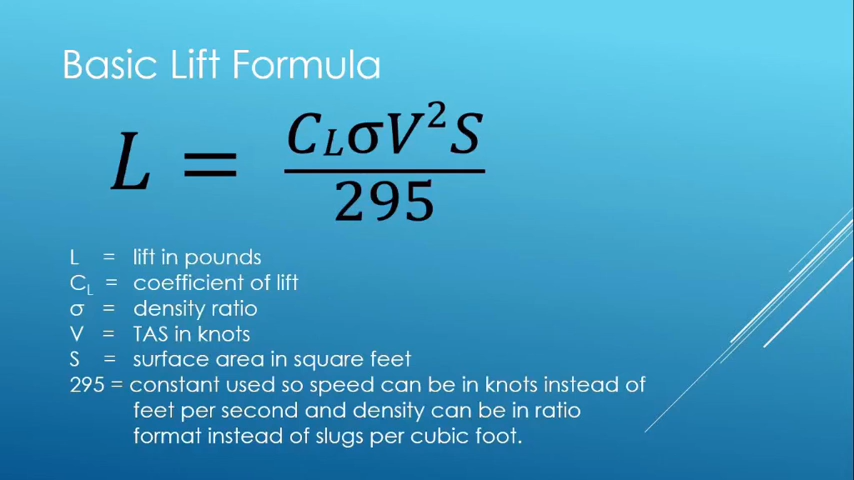 Basic Lift Formula
L = C_LσV²S / 295
L = lift in pounds
C_L = coefficient of lift
σ = density ratio
V = TAS in knots
S = surface area in square feet
295 = constant used so speed can be in knots instead of
feet per second and density can be in ratio
format instead of slugs per cubic foot.